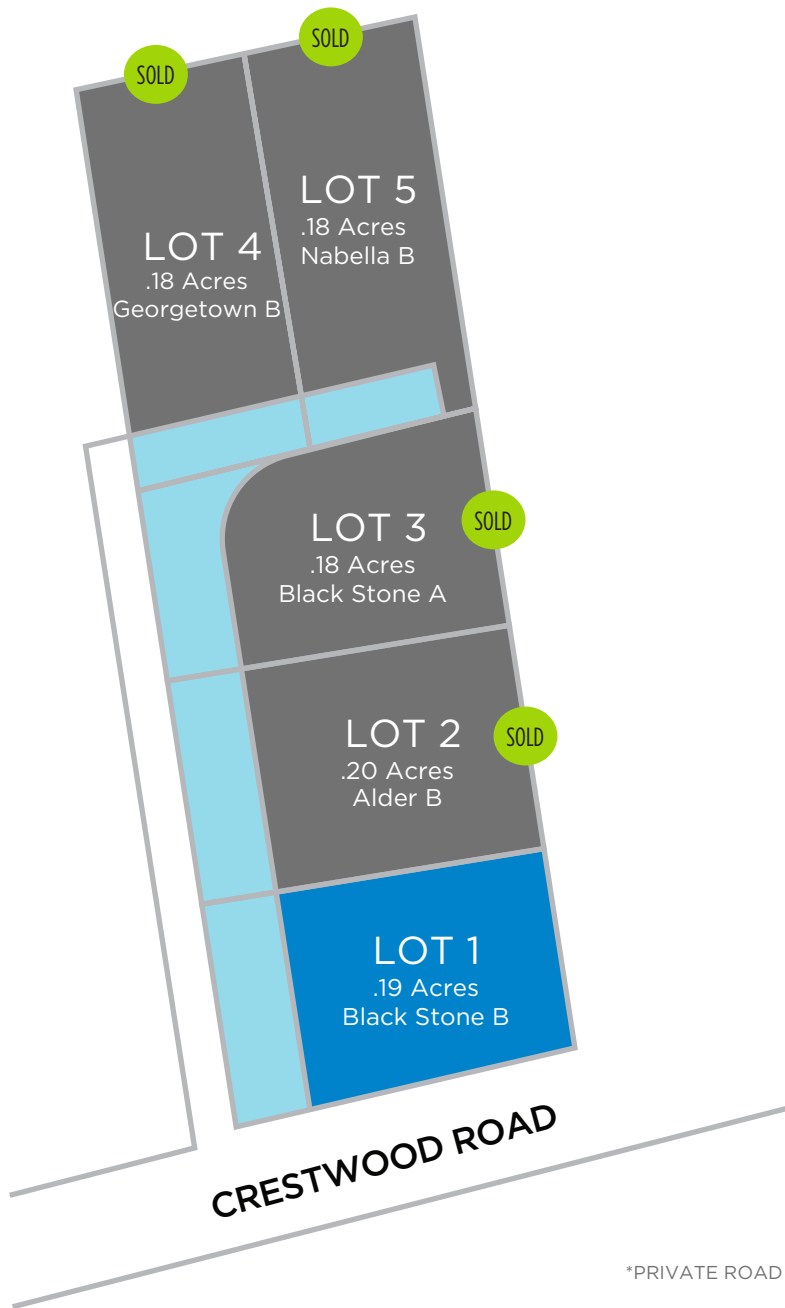 SOLD
SOLD
LOT 5
.18 Acres
Nabella B
LOT 4
.18 Acres
Georgetown B
LOT 3
.18 Acres
Black Stone A
SOLD
LOT 2
.20 Acres
Alder B
SOLD
LOT 1
.19 Acres
Black Stone B
CRESTWOOD ROAD
*PRIVATE ROAD